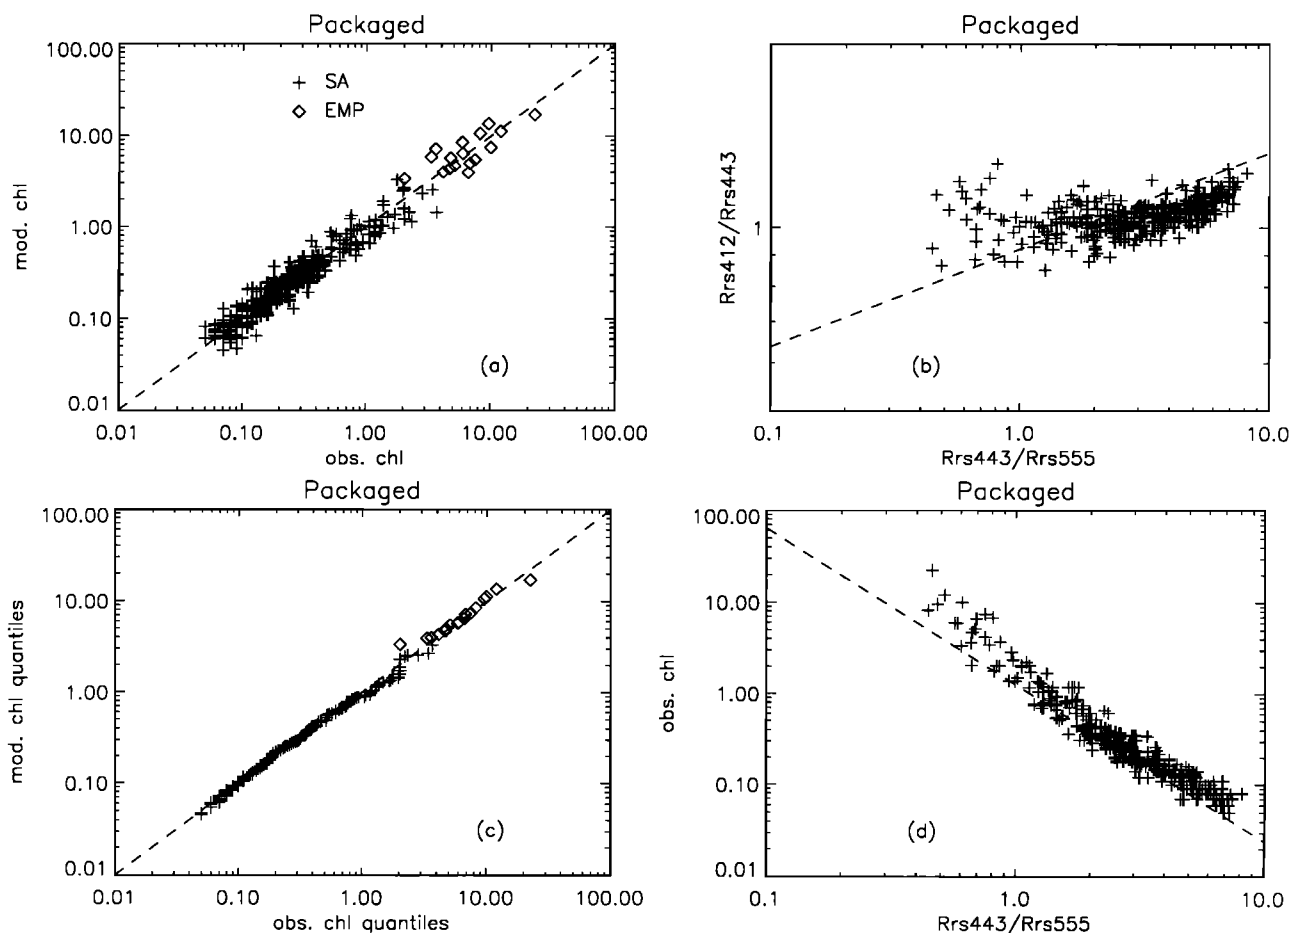 Packaged
100.00
10.00
1.00
0.10
0.01
mod. chl
SA
EMP
(a)
0.01
0.10
1.00
10.00
100.00
obs. chl
Packaged
1
Rrs412/Rrs443
(b)
0.1
1.0
10.0
Rrs443/Rrs555
Packaged
100.00
10.00
1.00
0.10
0.01
mod. chl quantiles
(c)
0.01
0.10
1.00
10.00
100.00
obs. chl quantiles
Packaged
100.00
10.00
1.00
0.10
0.01
obs. chl
(d)
0.1
1.0
10.0
Rrs443/Rrs555